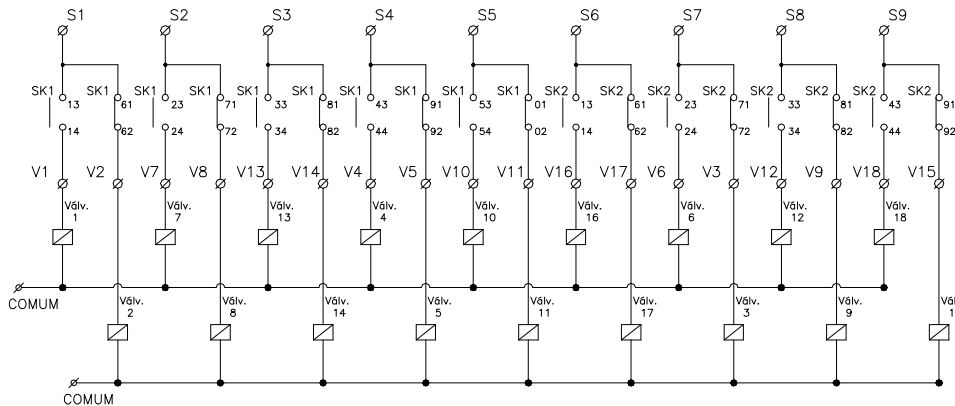 S1 S2 S3 S4 S5 S6 S7 S8 S9
SK1 SK1 SK1 SK1 SK1 SK1 SK1 SK1 SK1 SK1 SK2 SK2 SK2 SK2 SK2 SK2 SK2 SK2
13 61 23 71 33 81 43 91 53 01 13 61 23 71 33 81 43 91
14 62 24 72 34 82 44 92 54 02 14 62 24 72 34 82 44 92
V1 V2 V7 V8 V13 V14 V4 V5 V10 V11 V16 V17 V6 V3 V12 V9 V18 V15
Válv. Válv. Válv. Válv. Válv. Válv. Válv. Válv. Válv.
1 7 13 4 10 16 6 12 18
COMUM
Válv. Válv. Válv. Válv. Válv. Válv. Válv. Válv.
2 8 14 5 11 17 3 9
COMUM